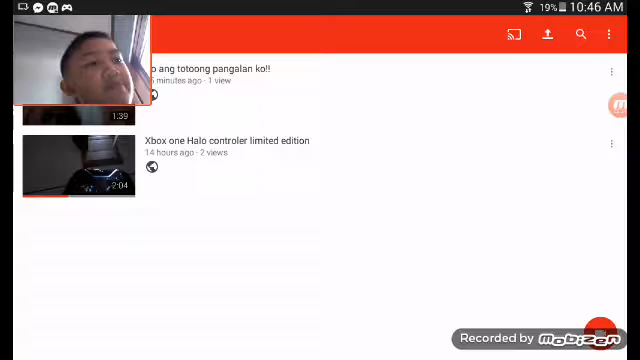 19% 10:46 AM
o ang totoong pangalan ko!!
minutes ago · 1 view
1:39
Xbox one Halo controler limited edition
14 hours ago · 2 views
2:04
Recorded by mobizen